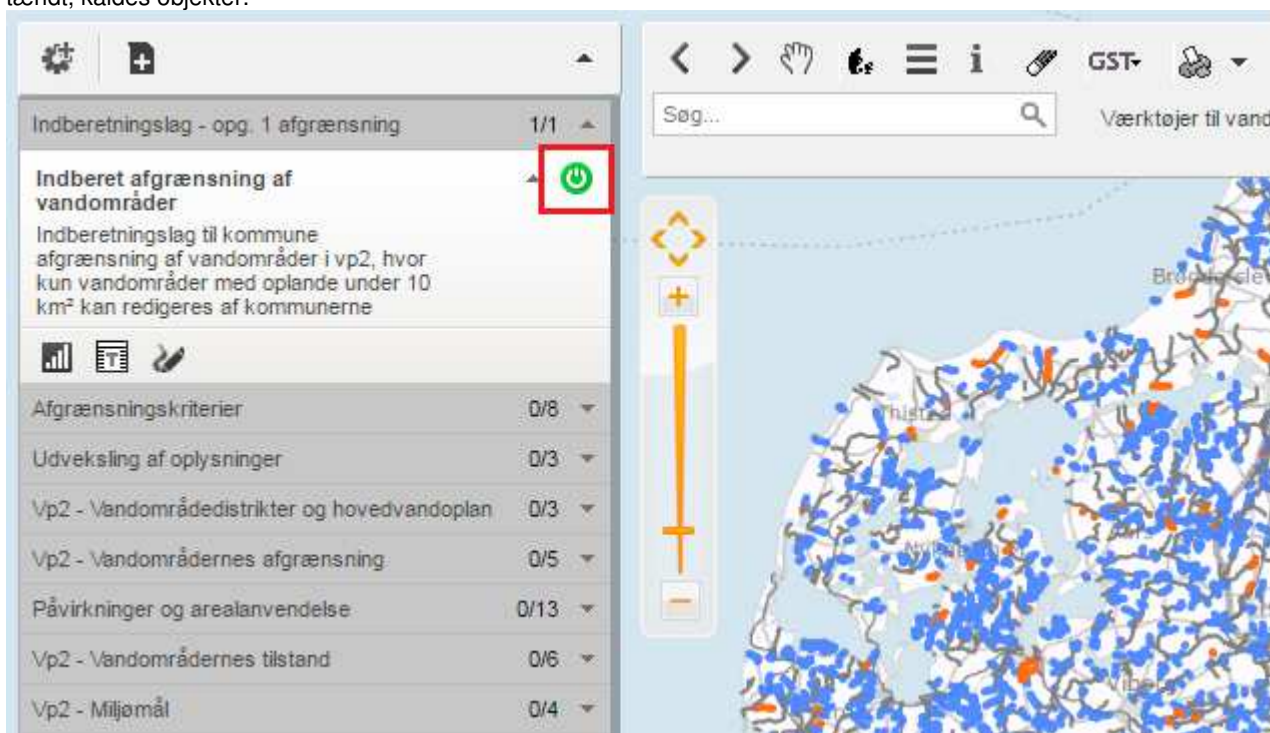 tændt, kaldes objekter.
Indberetningslag - opg. 1 afgrænsning 1/1
Indberet afgrænsning af
vandområder
Indberetningslag til kommune
afgrænsning af vandområder i vp2, hvor
kun vandområder med oplande under 10
km² kan redigeres af kommunerne
Afgrænsningskriterier 0/8
Udveksling af oplysninger 0/3
Vp2 - Vandområdedistrikter og hovedvandoplan 0/3
Vp2 - Vandområdernes afgrænsning 0/5
Påvirkninger og arealanvendelse 0/13
Vp2 - Vandområdernes tilstand 0/6
Vp2 - Miljømål 0/4
GST
Søg...
Værktøjer til vand
Thisted
Viborg